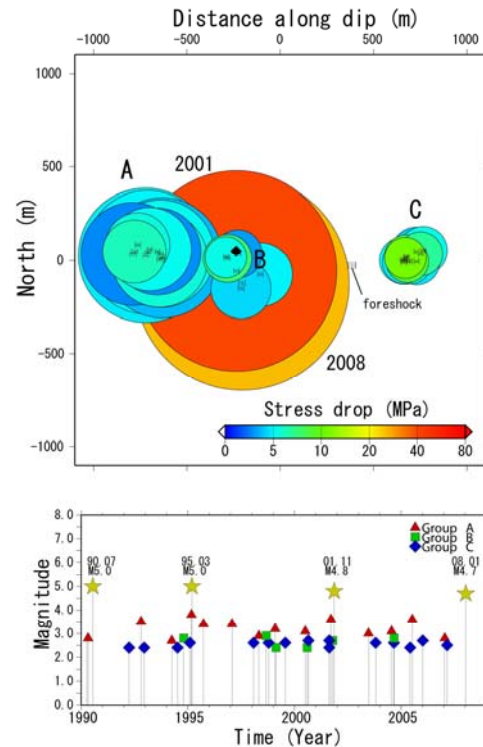 Distance along dip (m)
-1000 -500 0 500 1000
1000
A
2001
500
C
North (m)
0
B
foreshock
-500
2008
Stress drop (MPa)
0 5 10 20 40 80
-1000
8.0
Group A
7.0
Group B
Group C
6.0
90.07 95.03 01.11 08.01
M5.0 M5.0 M4.8 M4.7
5.0
Magnitude
4.0
3.0
2.0
1.0
0.0
1990 1995 2000 2005
Time (Year)